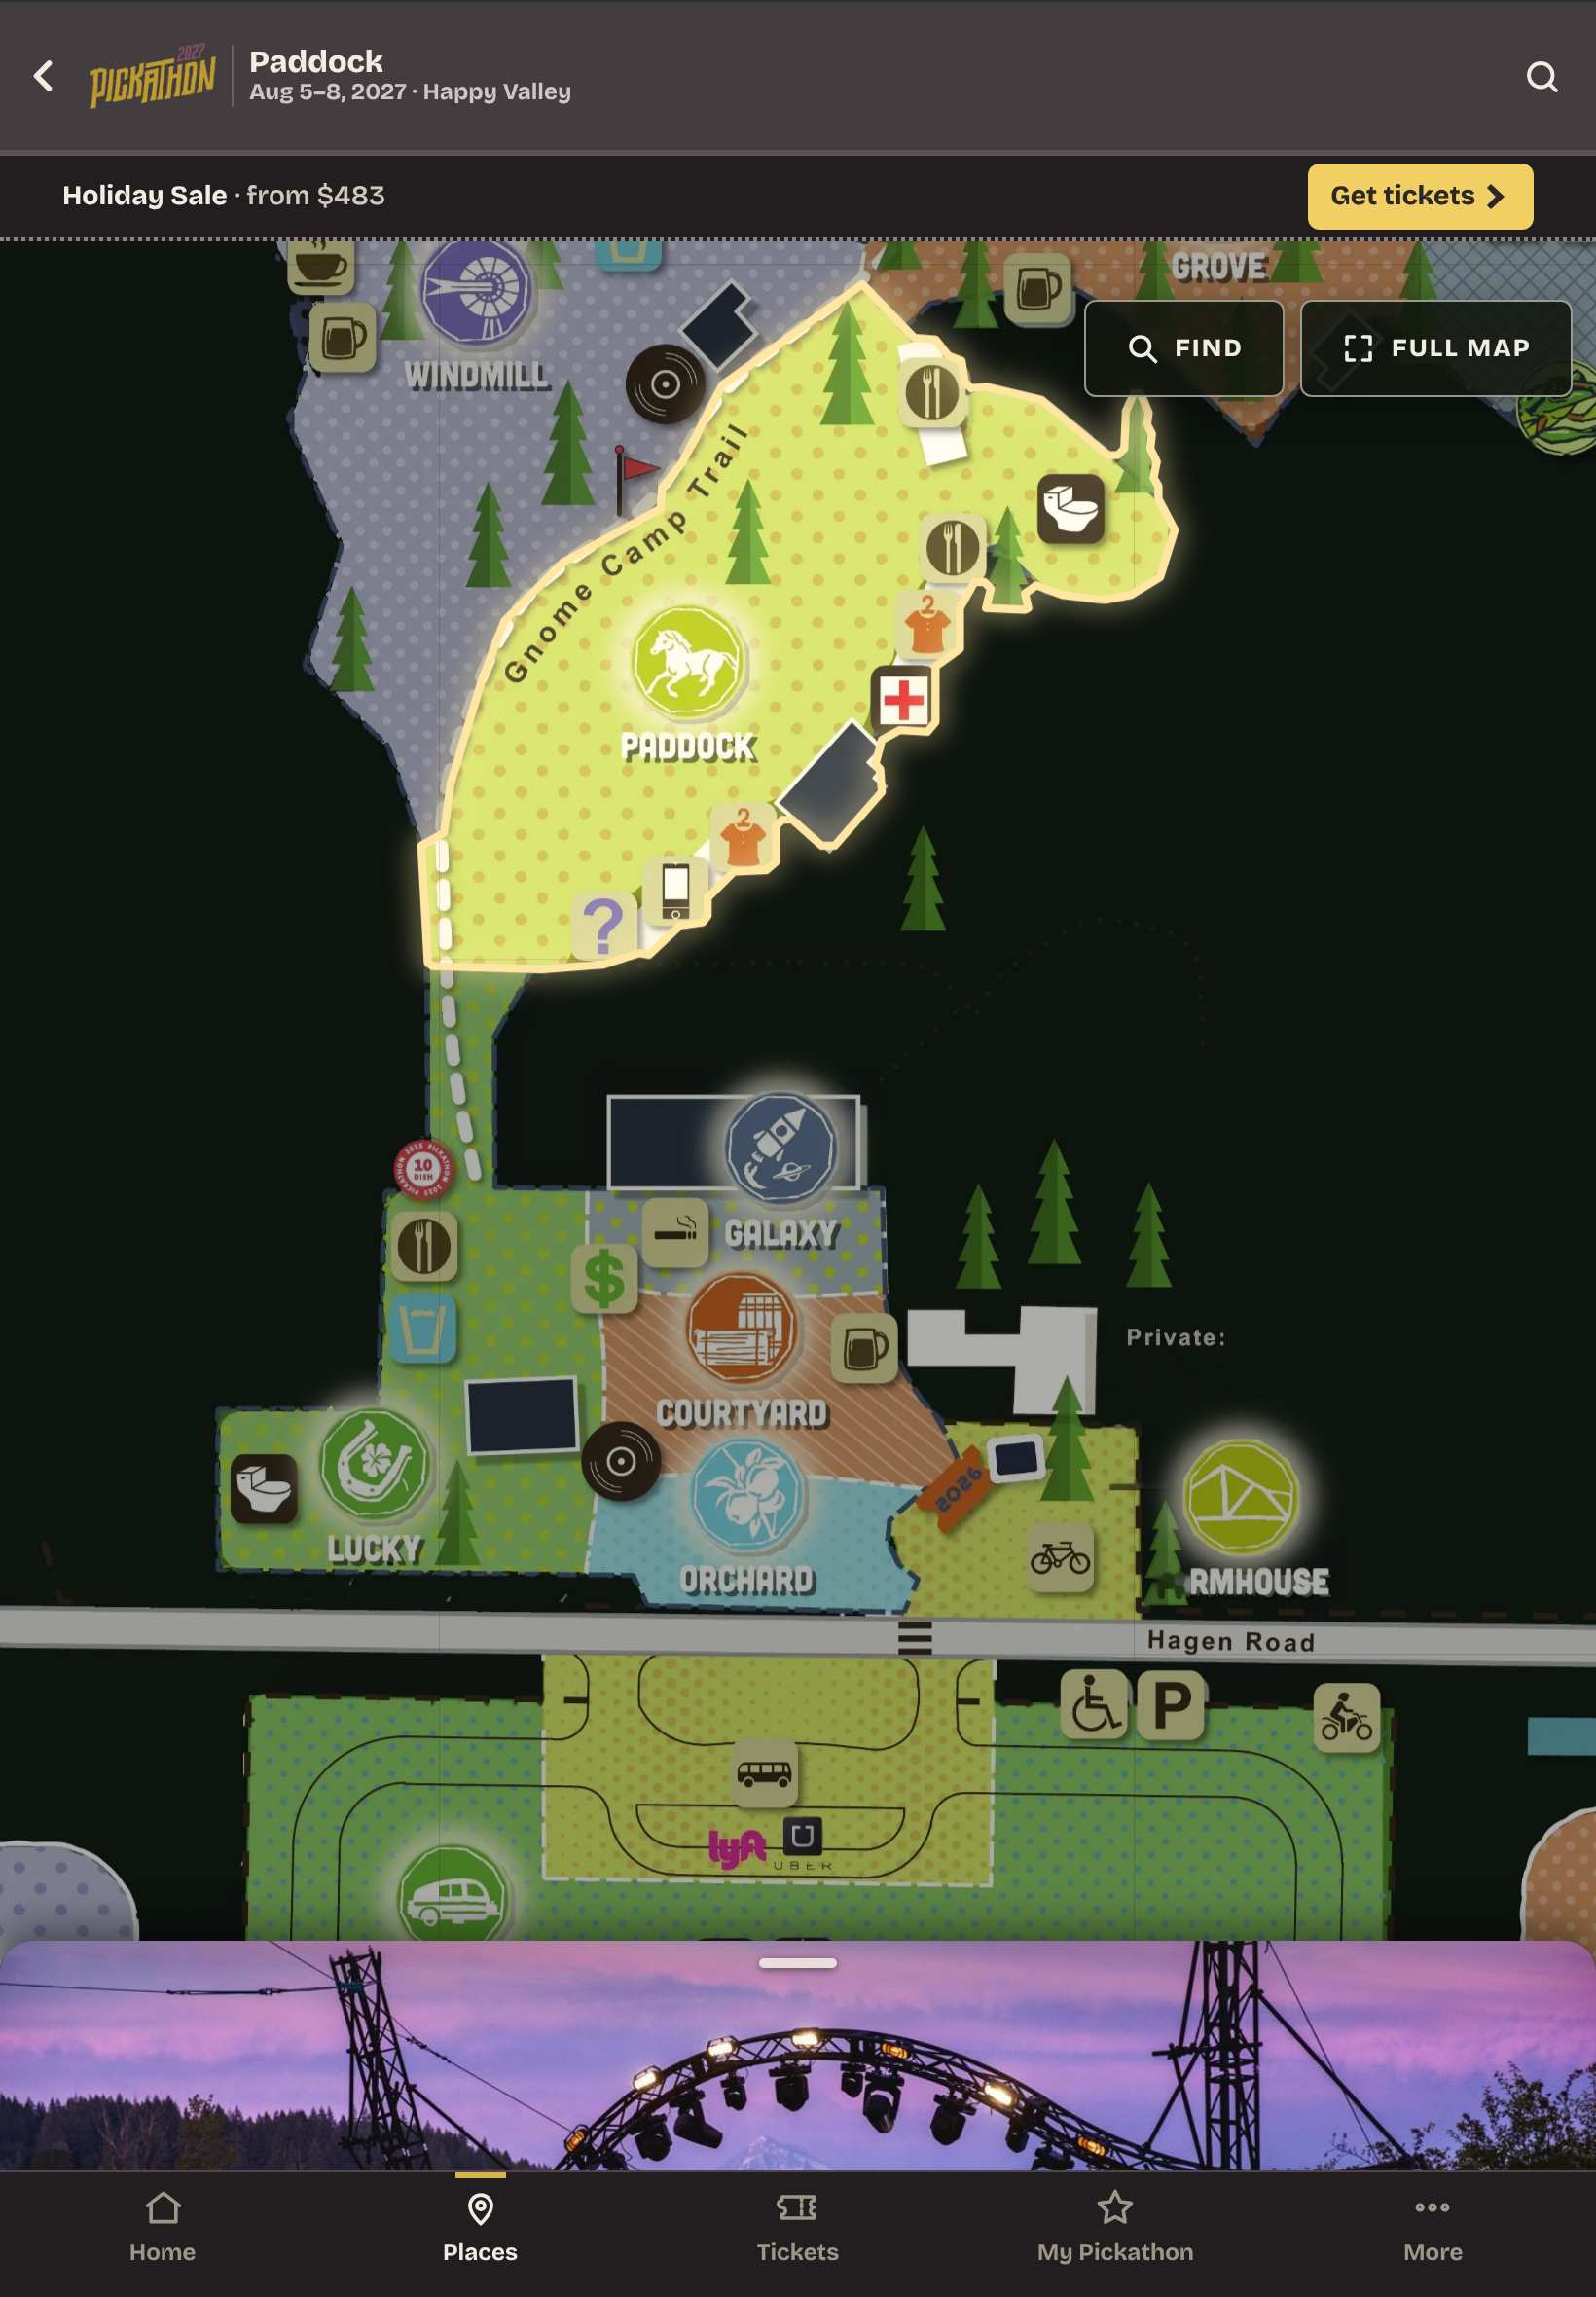 2027
PICKATHON
Paddock
Aug 5–8, 2027 · Happy Valley
Holiday Sale · from $483
Get tickets
GROVE
FIND
FULL MAP
WINDMILL
Gnome Camp Trail
2
PADDOCK
2
?
10
DISH
GALAXY
$
Private:
COURTYARD
2026
LUCKY
ORCHARD
RMHOUSE
Hagen Road
P
lyft
U
UBER
Home
Places
Tickets
My Pickathon
More